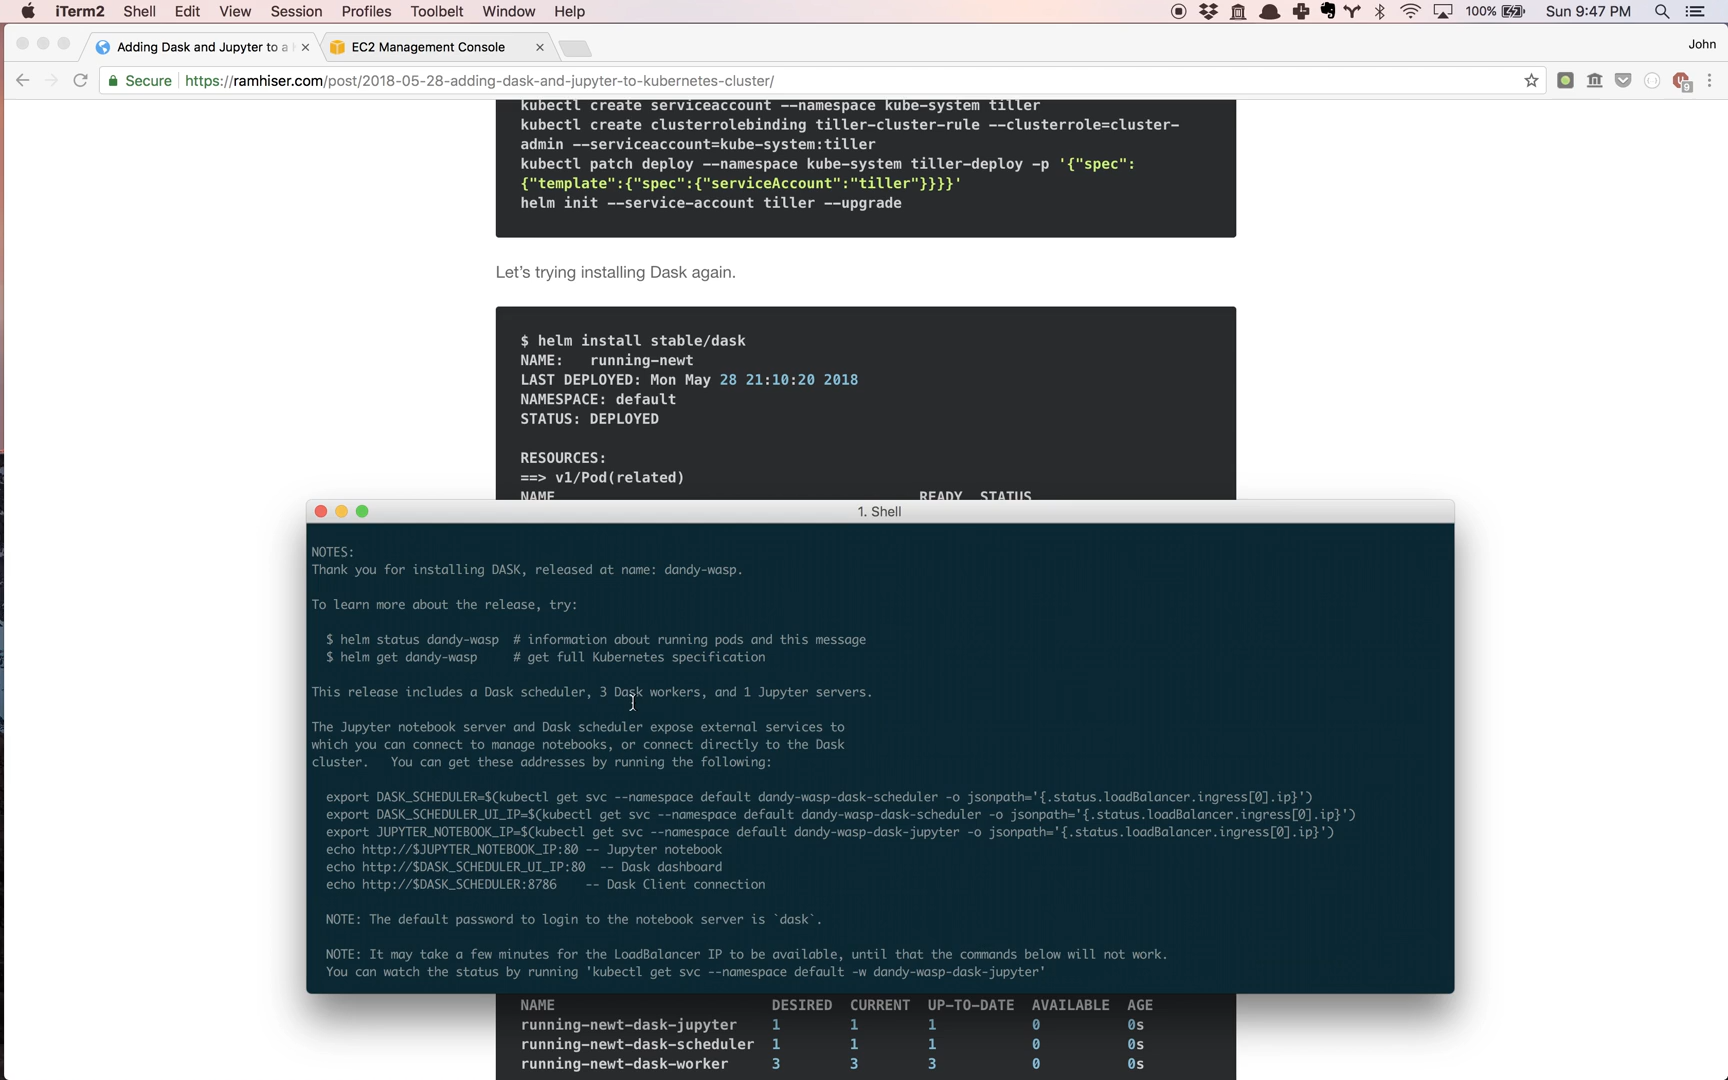 iTerm2 Shell Edit View Session Profiles Toolbelt Window Help 100% Sun 9:47 PM
Adding Dask and Jupyter to a EC2 Management Console John
Secure https://ramhiser.com/post/2018-05-28-adding-dask-and-jupyter-to-kubernetes-cluster/ 9
kubectl create serviceaccount --namespace kube-system tiller
kubectl create clusterrolebinding tiller-cluster-rule --clusterrole=cluster-
admin --serviceaccount=kube-system:tiller
kubectl patch deploy --namespace kube-system tiller-deploy -p '{"spec":
{"template":{"spec":{"serviceAccount":"tiller"}}}}'
helm init --service-account tiller --upgrade
Let's trying installing Dask again.
$ helm install stable/dask
NAME: running-newt
LAST DEPLOYED: Mon May 28 21:10:20 2018
NAMESPACE: default
STATUS: DEPLOYED
RESOURCES:
==> v1/Pod(related)
NAME READY STATUS
1. Shell
NOTES:
Thank you for installing DASK, released at name: dandy-wasp.
To learn more about the release, try:
$ helm status dandy-wasp # information about running pods and this message
$ helm get dandy-wasp # get full Kubernetes specification
This release includes a Dask scheduler, 3 Dask workers, and 1 Jupyter servers.
The Jupyter notebook server and Dask scheduler expose external services to
which you can connect to manage notebooks, or connect directly to the Dask
cluster. You can get these addresses by running the following:
export DASK_SCHEDULER=$(kubectl get svc --namespace default dandy-wasp-dask-scheduler -o jsonpath='{.status.loadBalancer.ingress[0].ip}')
export DASK_SCHEDULER_UI_IP=$(kubectl get svc --namespace default dandy-wasp-dask-scheduler -o jsonpath='{.status.loadBalancer.ingress[0].ip}')
export JUPYTER_NOTEBOOK_IP=$(kubectl get svc --namespace default dandy-wasp-dask-jupyter -o jsonpath='{.status.loadBalancer.ingress[0].ip}')
echo http://$JUPYTER_NOTEBOOK_IP:80 -- Jupyter notebook
echo http://$DASK_SCHEDULER_UI_IP:80 -- Dask dashboard
echo http://$DASK_SCHEDULER:8786 -- Dask Client connection
NOTE: The default password to login to the notebook server is `dask`.
NOTE: It may take a few minutes for the LoadBalancer IP to be available, until that the commands below will not work.
You can watch the status by running 'kubectl get svc --namespace default -w dandy-wasp-dask-jupyter'
NAME DESIRED CURRENT UP-TO-DATE AVAILABLE AGE
running-newt-dask-jupyter 1 1 1 0 0s
running-newt-dask-scheduler 1 1 1 0 0s
running-newt-dask-worker 3 3 3 0 0s